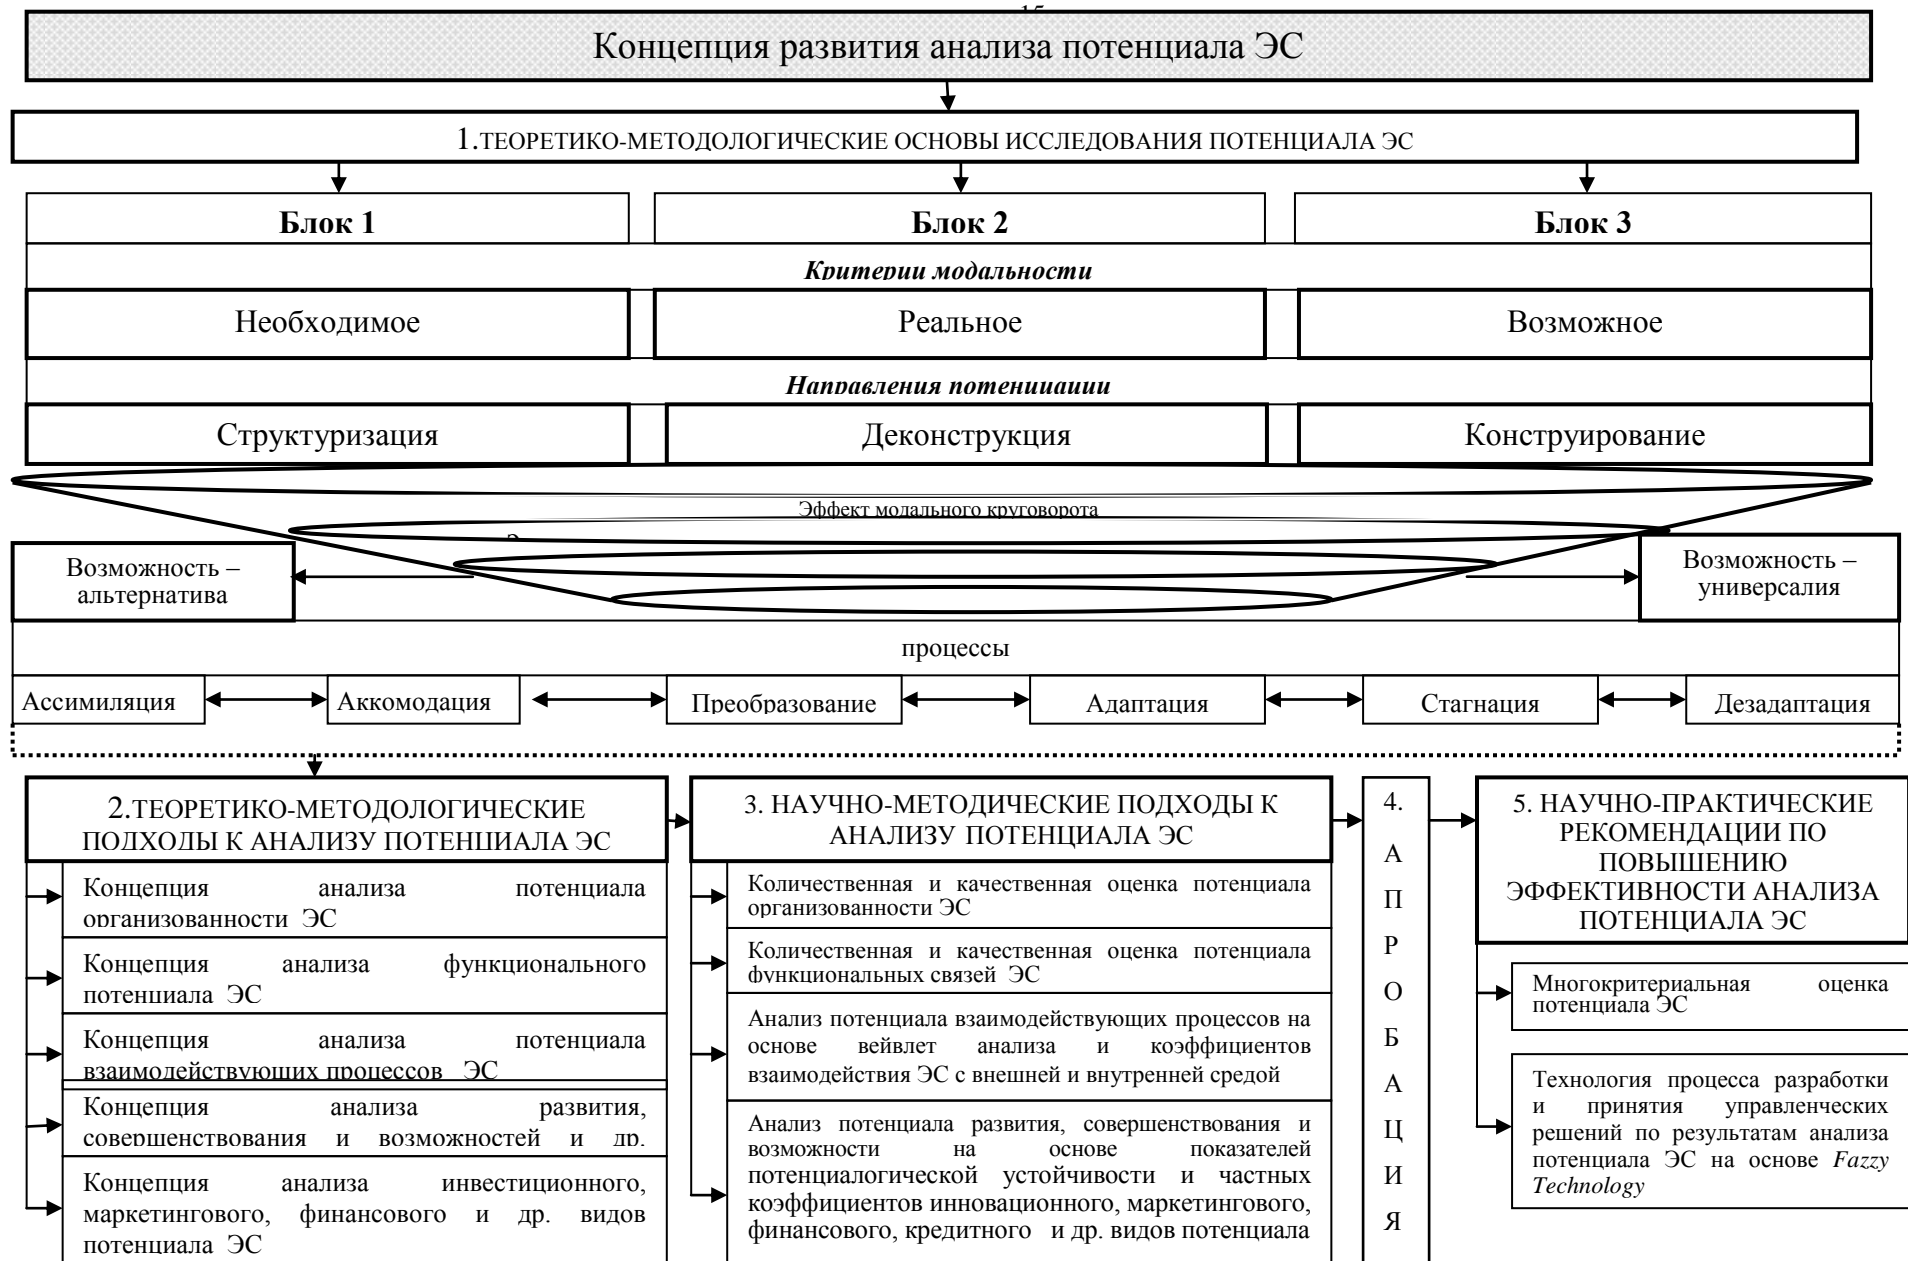 Концепция развития анализа потенциала ЭС
1.ТЕОРЕТИКО-МЕТОДОЛОГИЧЕСКИЕ ОСНОВЫ ИССЛЕДОВАНИЯ ПОТЕНЦИАЛА ЭС
Блок 1
Блок 2
Блок 3
Критерии модальности
Необходимое
Реальное
Возможное
Направления потенциации
Структуризация
Деконструкция
Конструирование
Эффект модального круговорота
Возможность –
альтернатива
Возможность –
универсалия
процессы
Ассимиляция
Аккомодация
Преобразование
Адаптация
Стагнация
Дезадаптация
2.ТЕОРЕТИКО-МЕТОДОЛОГИЧЕСКИЕ
ПОДХОДЫ К АНАЛИЗУ ПОТЕНЦИАЛА ЭС
Концепция анализа потенциала
организованности ЭС
Концепция анализа функционального
потенциала ЭС
Концепция анализа потенциала
взаимодействующих процессов ЭС
Концепция анализа развития,
совершенствования и возможностей и др.
Концепция анализа инвестиционного,
маркетингового, финансового и др. видов
потенциала ЭС
3. НАУЧНО-МЕТОДИЧЕСКИЕ ПОДХОДЫ К
АНАЛИЗУ ПОТЕНЦИАЛА ЭС
Количественная и качественная оценка потенциала
организованности ЭС
Количественная и качественная оценка потенциала
функциональных связей ЭС
Анализ потенциала взаимодействующих процессов на
основе вейвлет анализа и коэффициентов
взаимодействия ЭС с внешней и внутренней средой
Анализ потенциала развития, совершенствования и
возможности на основе показателей
потенциалогической устойчивости и частных
коэффициентов инновационного, маркетингового,
финансового, кредитного и др. видов потенциала
4.
А
П
Р
О
Б
А
Ц
И
Я
5. НАУЧНО-ПРАКТИЧЕСКИЕ
РЕКОМЕНДАЦИИ ПО
ПОВЫШЕНИЮ
ЭФФЕКТИВНОСТИ АНАЛИЗА
ПОТЕНЦИАЛА ЭС
Многокритериальная оценка
потенциала ЭС
Технология процесса разработки
и принятия управленческих
решений по результатам анализа
потенциала ЭС на основе Fazzy
Technology